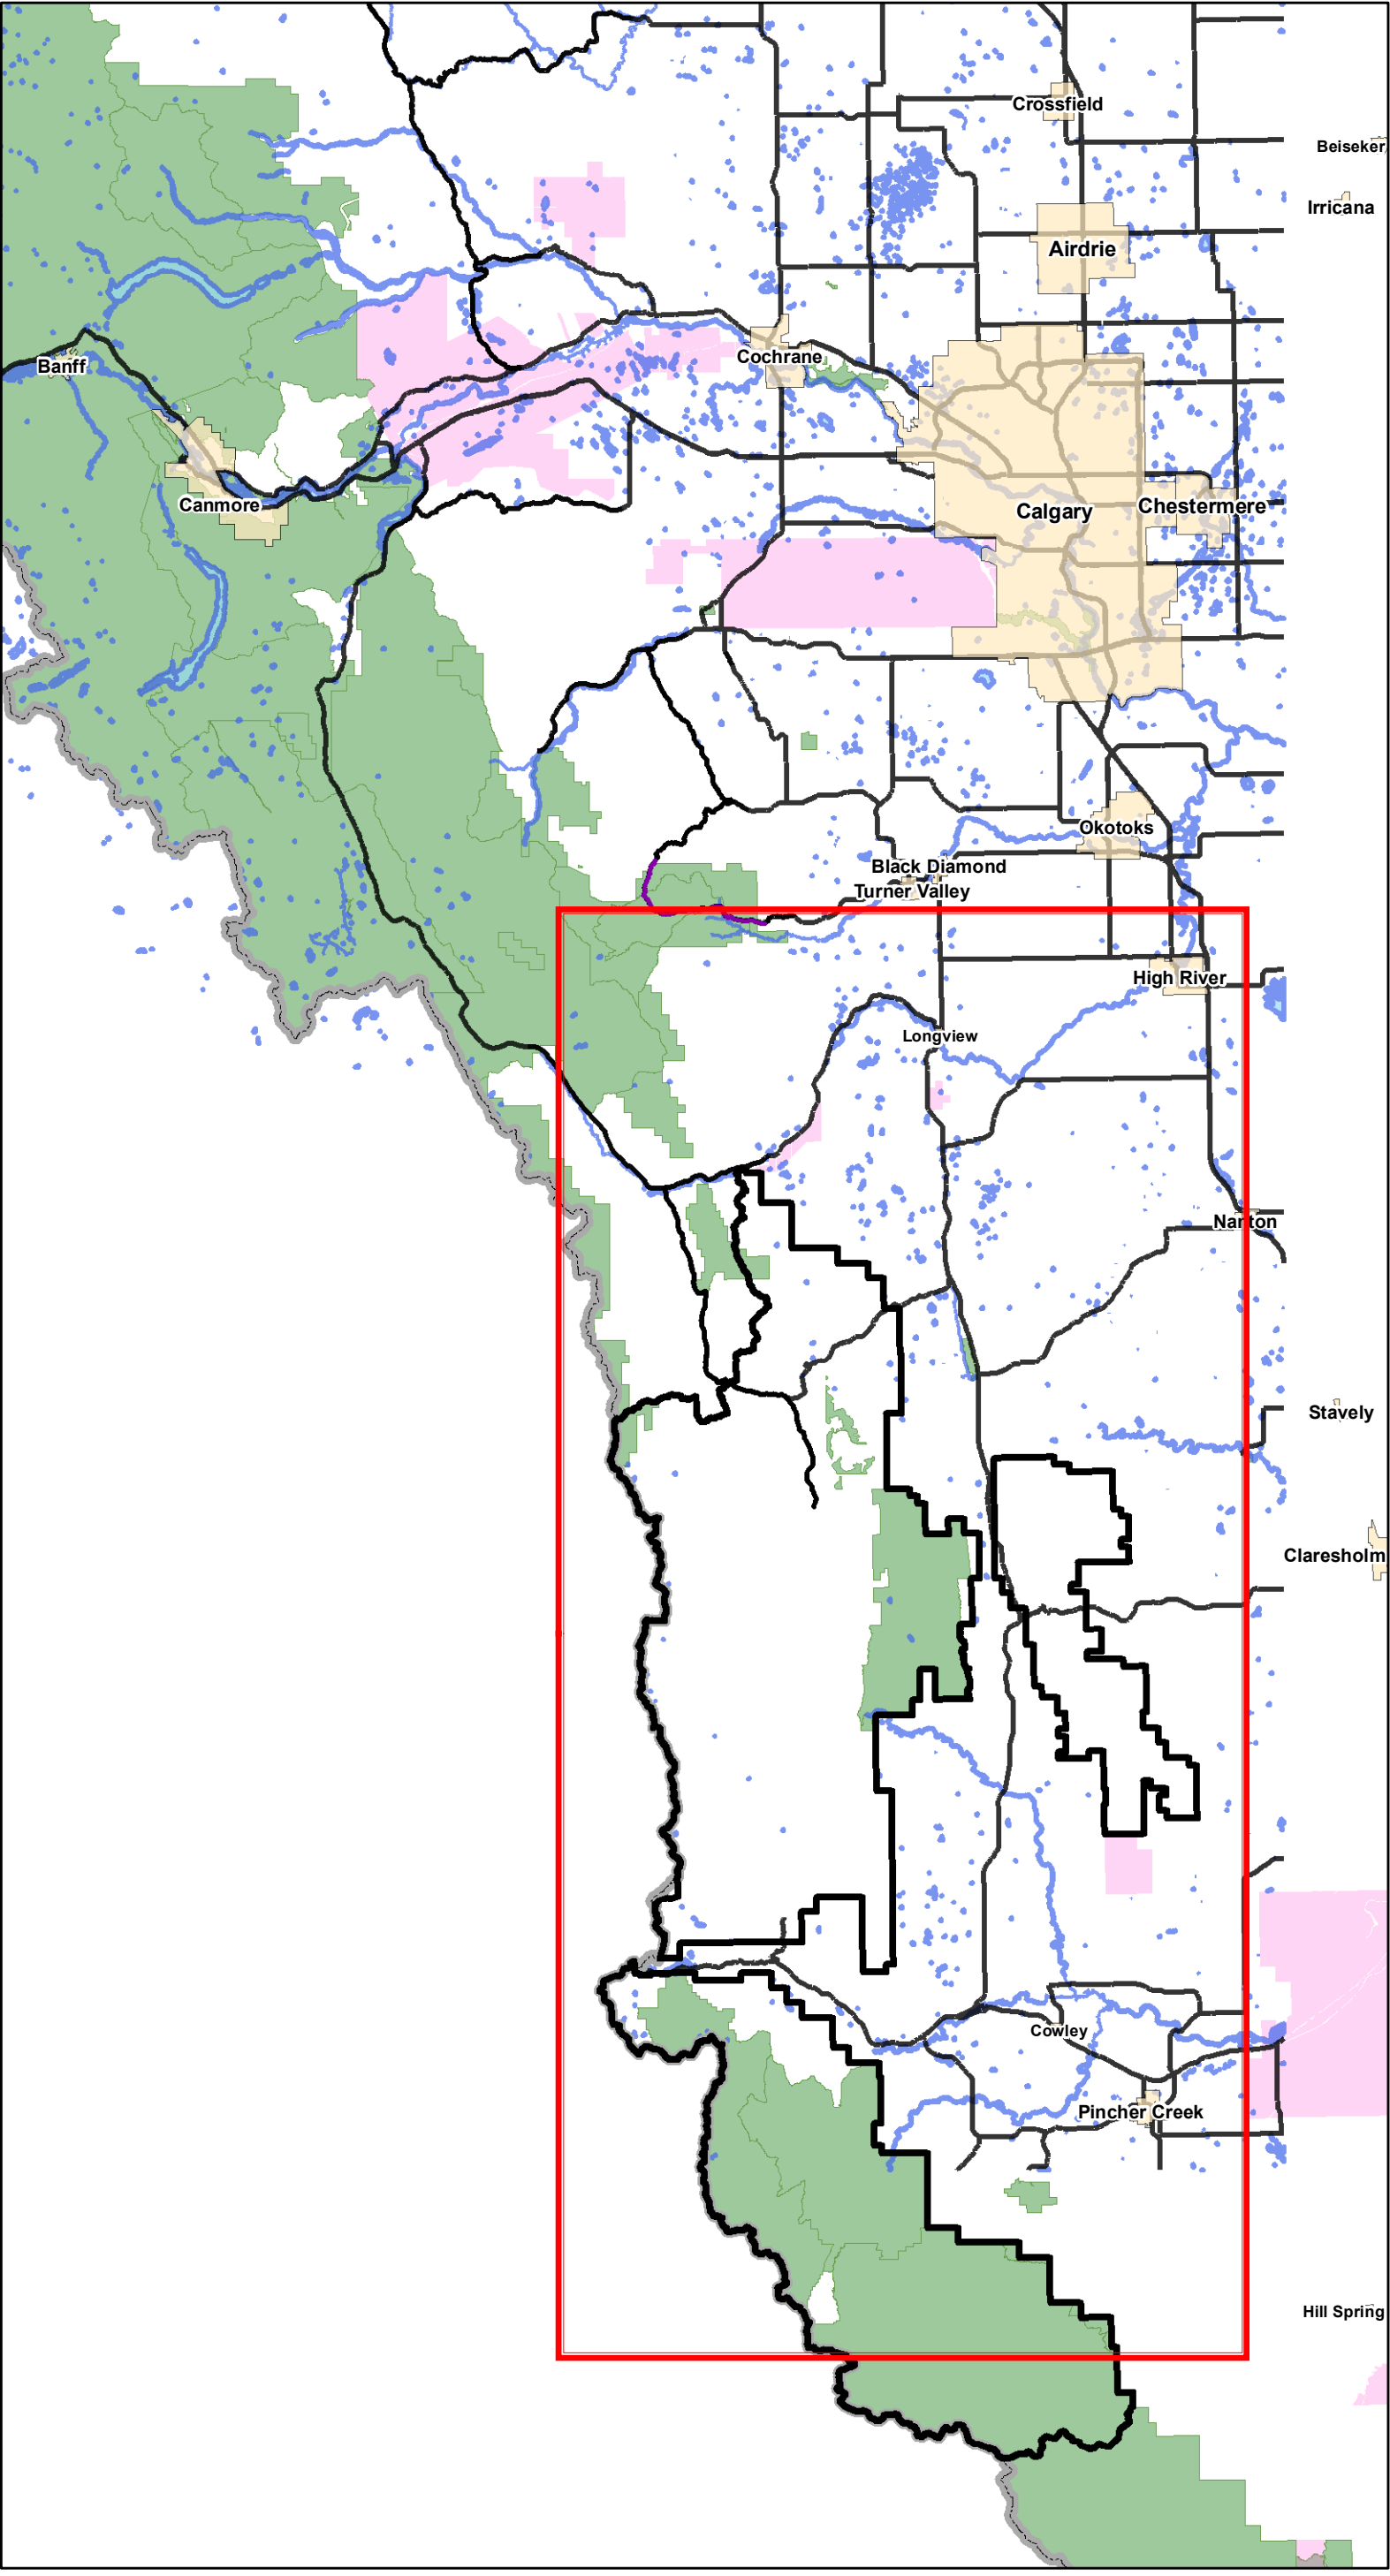 Crossfield
Beiseker
Irricana
Airdrie
Cochrane
Banff
Canmore
Calgary
Chestermere
Okotoks
Black Diamond
Turner Valley
High River
Longview
Nanton
Stavely
Claresholm
Cowley
Pincher Creek
Hill Spring